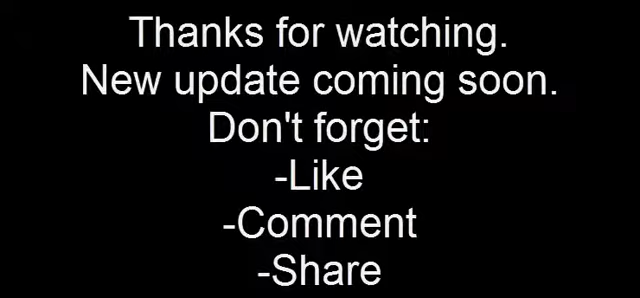 Thanks for watching.
New update coming soon.
Don't forget:
-Like
-Comment
-Share